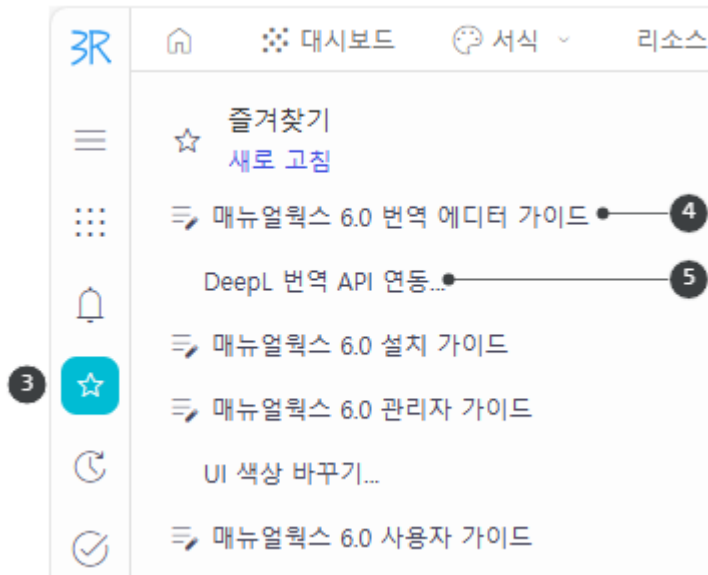 3R
대시보드
서식
리소스
즐겨찾기
새로 고침
매뉴얼웍스 6.0 번역 에디터 가이드
4
DeepL 번역 API 연동...
5
매뉴얼웍스 6.0 설치 가이드
3
매뉴얼웍스 6.0 관리자 가이드
UI 색상 바꾸기...
매뉴얼웍스 6.0 사용자 가이드